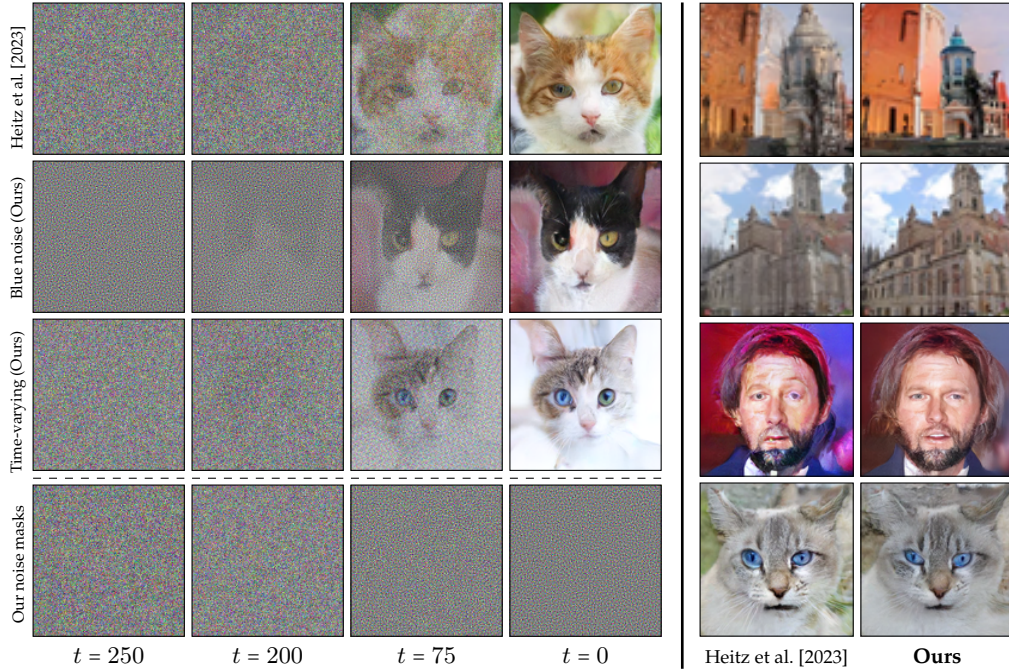 Heitz et al. [2023]
Blue noise (Ours)
Time-varying (Ours)
Our noise masks
t = 250
t = 200
t = 75
t = 0
Heitz et al. [2023]
Ours